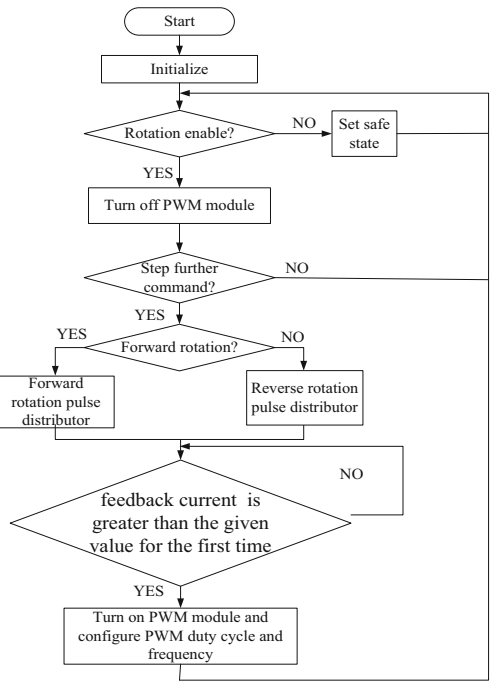 Start
Initialize
Rotation enable?
NO
Set safe
state
YES
Turn off PWM module
Step further
command?
NO
YES
YES
Forward rotation?
NO
Forward
rotation pulse
distributor
Reverse rotation
pulse distributor
NO
feedback current is
greater than the given
value for the first time
YES
Turn on PWM module and
configure PWM duty cycle and
frequency